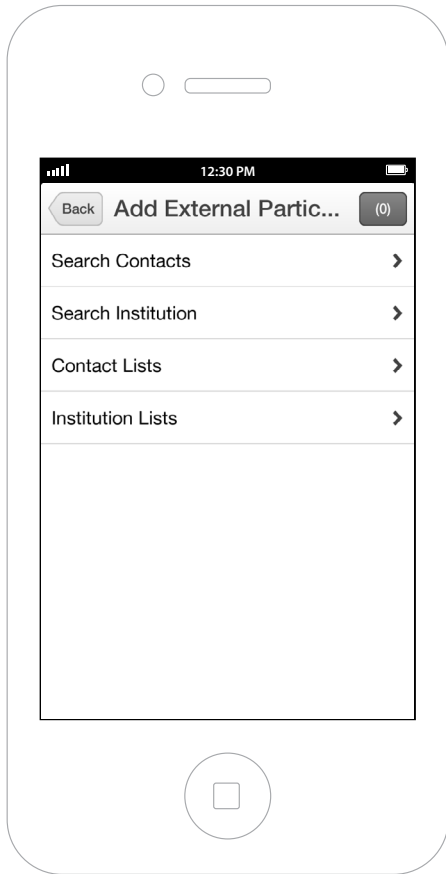 12:30 PM
Back Add External Partic... (0)
Search Contacts
Search Institution
Contact Lists
Institution Lists